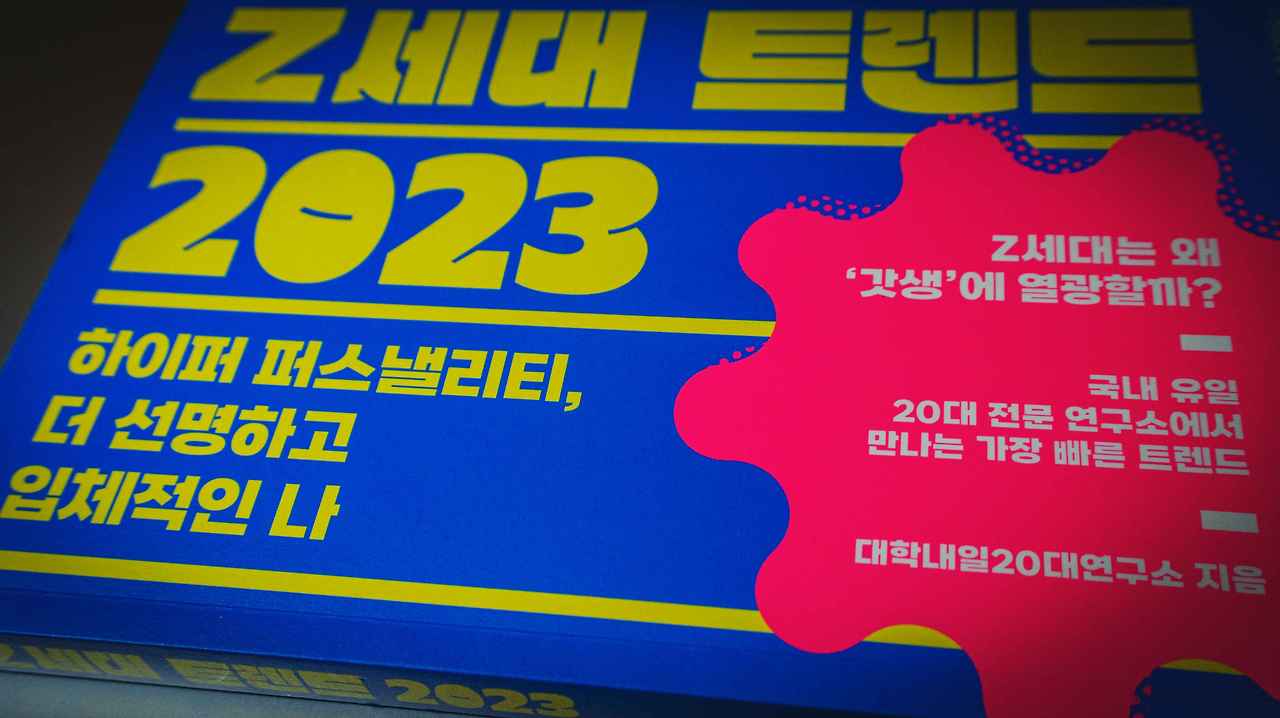 Z세대 트렌드
2023
하이퍼 퍼스낼리티,
더 선명하고
입체적인 나
Z세대는 왜
‘갓생’에 열광할까?
국내 유일
20대 전문 연구소에서
만나는 가장 빠른 트렌드
대학내일20대연구소 지음
Z세대 트렌드 2023